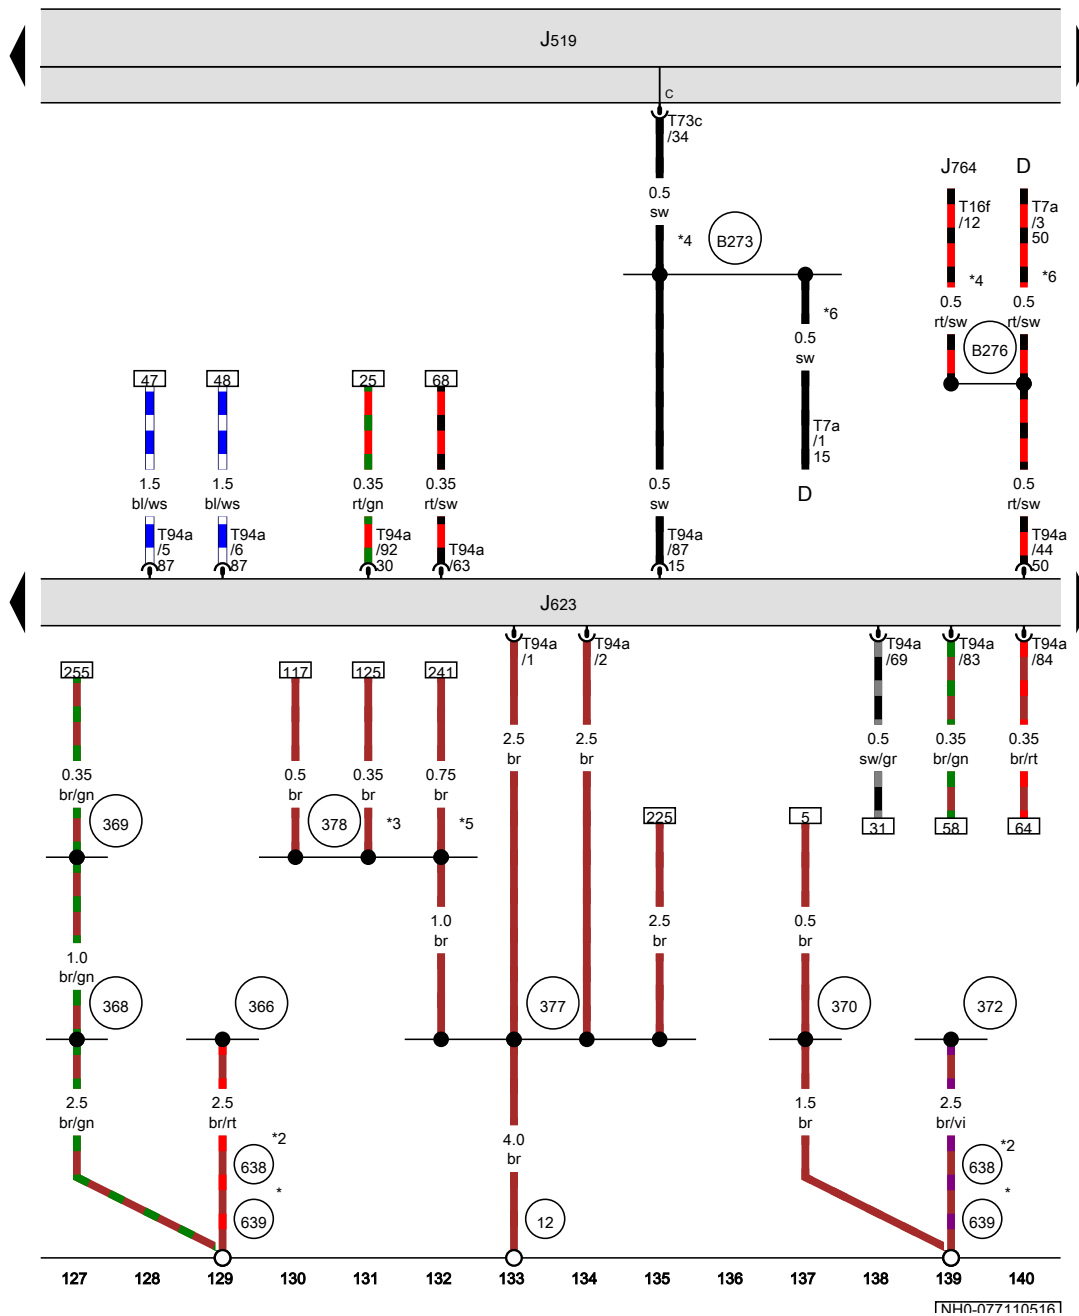 J519
C
T73c
/34
J764
D
0.5
sw
T16f
/12
T7a
/3
50
*4
B273
*4
*6
*6
0.5
rt/sw
0.5
rt/sw
0.5
sw
B276
47
48
25
68
T7a
/1
15
1.5
bl/ws
1.5
bl/ws
0.35
rt/gn
0.35
rt/sw
0.5
sw
D
0.5
rt/sw
T94a
/5
87
T94a
/6
87
T94a
/92
30
T94a
/63
T94a
/87
15
T94a
/44
50
J623
T94a
/1
T94a
/2
T94a
/69
T94a
/83
T94a
/84
255
117
125
241
2.5
br
2.5
br
0.5
sw/gr
0.35
br/gn
0.35
br/rt
0.35
br/gn
0.5
br
0.35
br
0.75
br
369
378
*3
*5
225
5
31
58
64
1.0
br
2.5
br
0.5
br
1.0
br/gn
368
366
377
370
372
2.5
br/gn
2.5
br/rt
4.0
br
1.5
br
2.5
br/vi
*2
638
*
639
12
*2
638
*
639
127 128 129 130 131 132 133 134 135 136 137 138 139 140
NH0-077110516